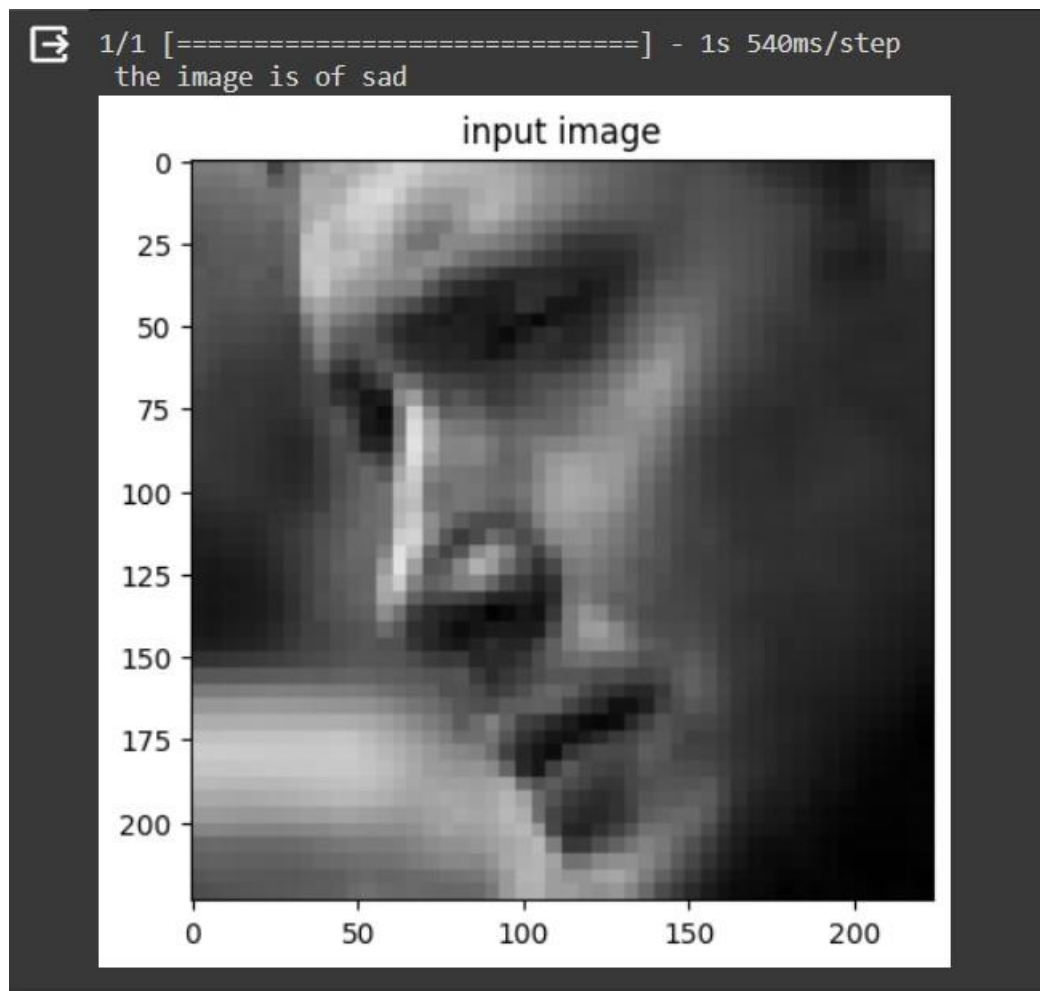 1/1 [==============================] - 1s 540ms/step
the image is of sad
input image
0
25
50
75
100
125
150
175
200
0 50 100 150 200